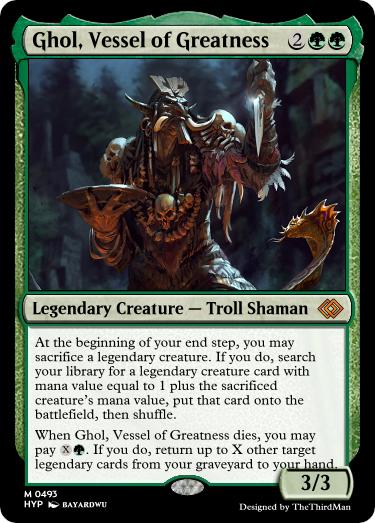 Ghol, Vessel of Greatness 2
Legendary Creature — Troll Shaman
At the beginning of your end step, you may
sacrifice a legendary creature. If you do, search
your library for a legendary creature card with
mana value equal to 1 plus the sacrificed
creature's mana value, put that card onto the
battlefield, then shuffle.
When Ghol, Vessel of Greatness dies, you may
pay X. If you do, return up to X other target
legendary cards from your graveyard to your hand.
3/3
M 0493
HYP BAYARDWU
Designed by TheThirdMan